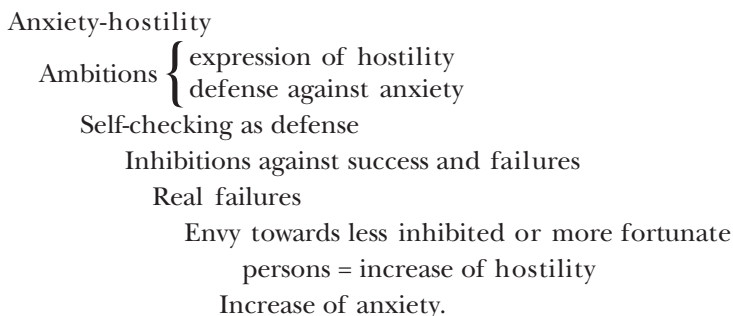 Anxiety-hostility
Ambitions { expression of hostility
defense against anxiety
Self-checking as defense
Inhibitions against success and failures
Real failures
Envy towards less inhibited or more fortunate
persons = increase of hostility
Increase of anxiety.